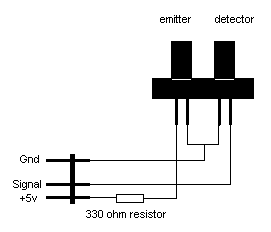 emitter detector
Gnd
Signal
+5v
330 ohm resistor